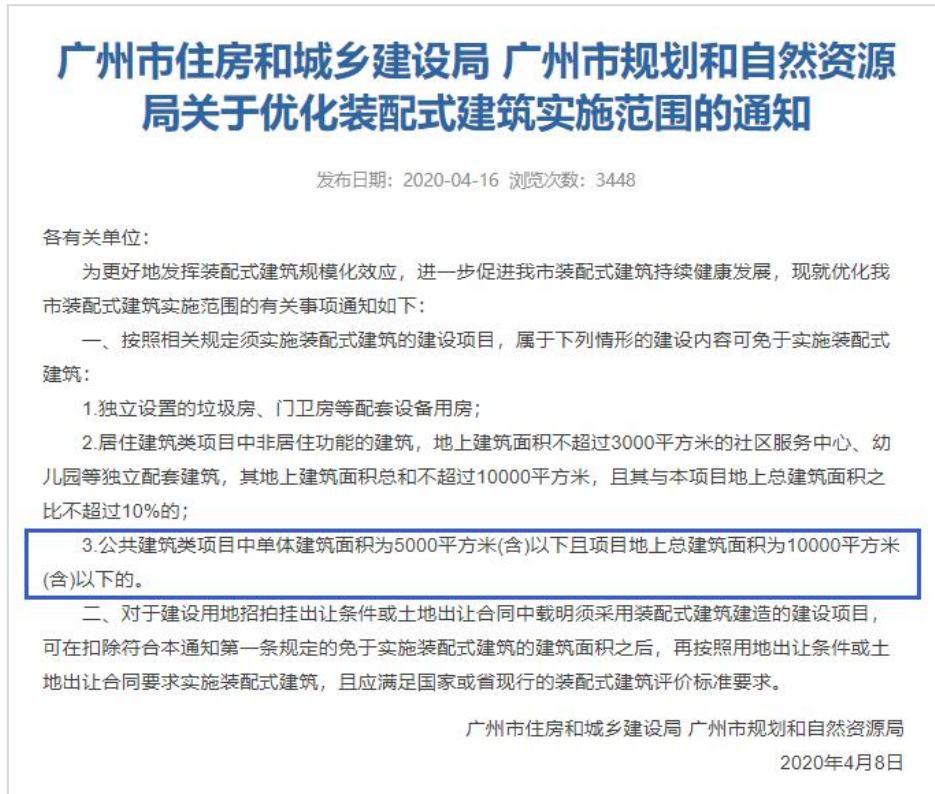 广州市住房和城乡建设局 广州市规划和自然资源
局关于优化装配式建筑实施范围的通知
发布日期：2020-04-16 浏览次数：3448
各有关单位：
为更好地发挥装配式建筑规模化效应，进一步促进我市装配式建筑持续健康发展，现就优化我
市装配式建筑实施范围的有关事项通知如下：
一、按照相关规定须实施装配式建筑的建设项目，属于下列情形的建设内容可免于实施装配式
建筑：
1.独立设置的垃圾房、门卫房等配套设备用房；
2.居住建筑类项目中非居住功能的建筑，地上建筑面积不超过3000平方米的社区服务中心、幼
儿园等独立配套建筑，其地上建筑面积总和不超过10000平方米，且其与本项目地上总建筑面积之
比不超过10%的；
3.公共建筑类项目中单体建筑面积为5000平方米(含)以下且项目地上总建筑面积为10000平方米
(含)以下的。
二、对于建设用地招拍挂出让条件或土地出让合同中载明须采用装配式建筑建造的建设项目，
可在扣除符合本通知第一条规定的免于实施装配式建筑的建筑面积之后，再按照用地出让条件或土
地出让合同要求实施装配式建筑，且应满足国家或省现行的装配式建筑评价标准要求。
广州市住房和城乡建设局 广州市规划和自然资源局
2020年4月8日